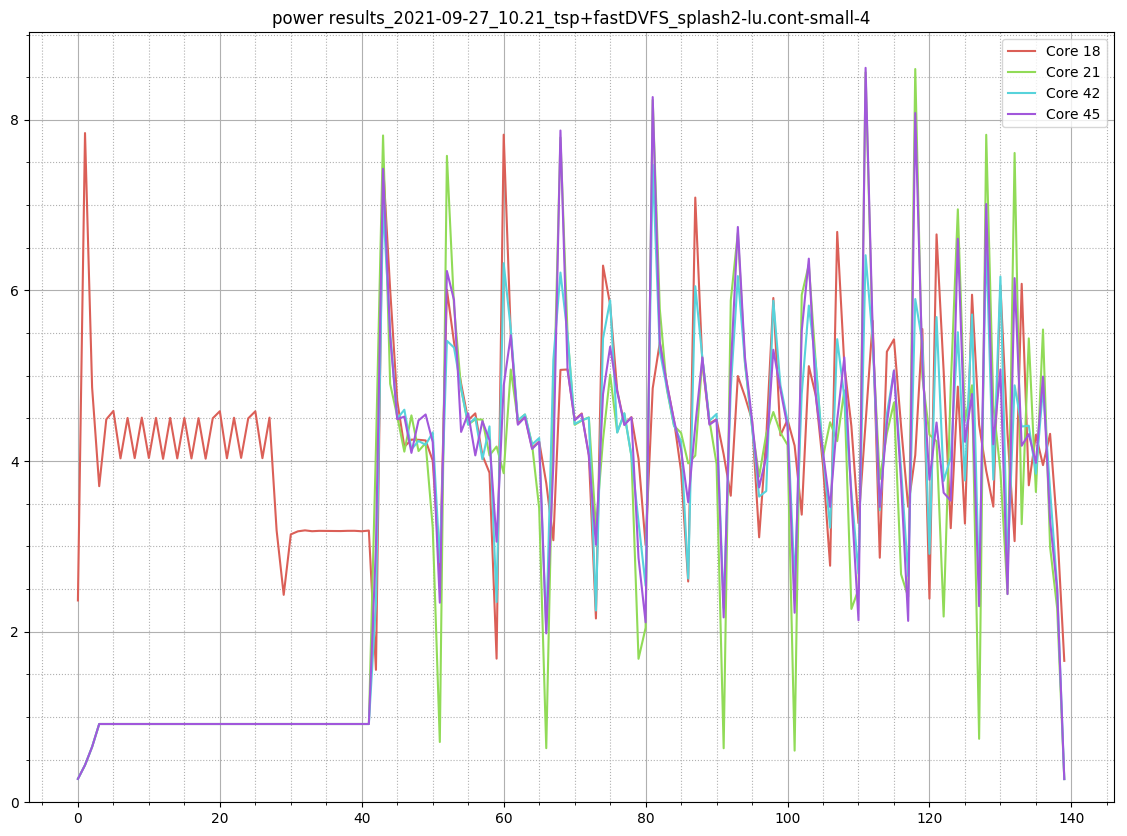 power results_2021-09-27_10.21_tsp+fastDVFS_splash2-lu.cont-small-4
Core 18
Core 21
Core 42
Core 45
8
6
4
2
0
0 20 40 60 80 100 120 140